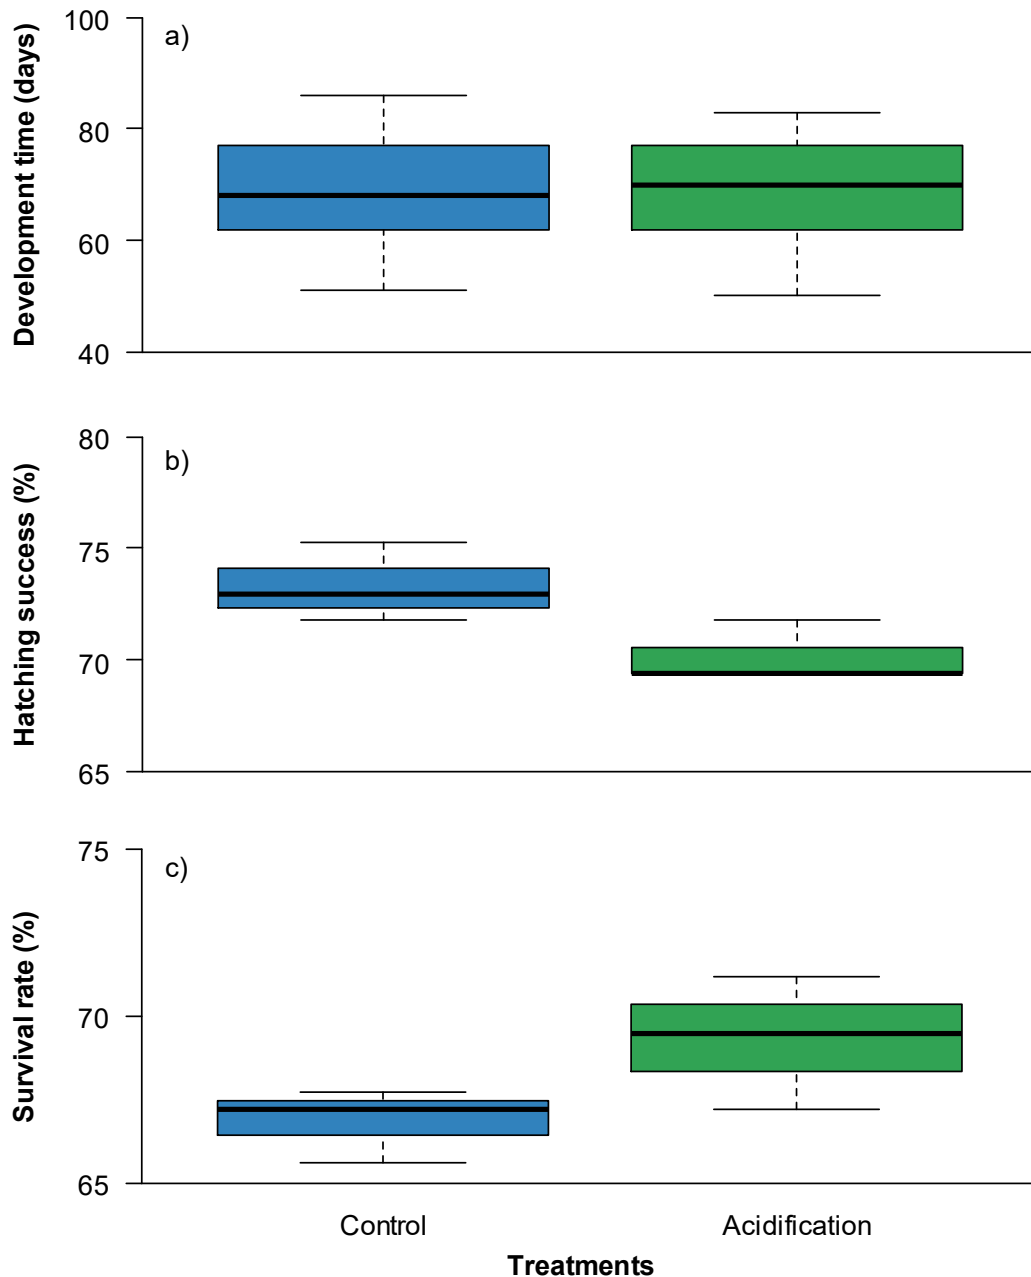 Development time (days)
100
80
60
40
a)
Hatching success (%)
80
75
70
65
b)
Survival rate (%)
75
70
65
c)
Control
Acidification
Treatments